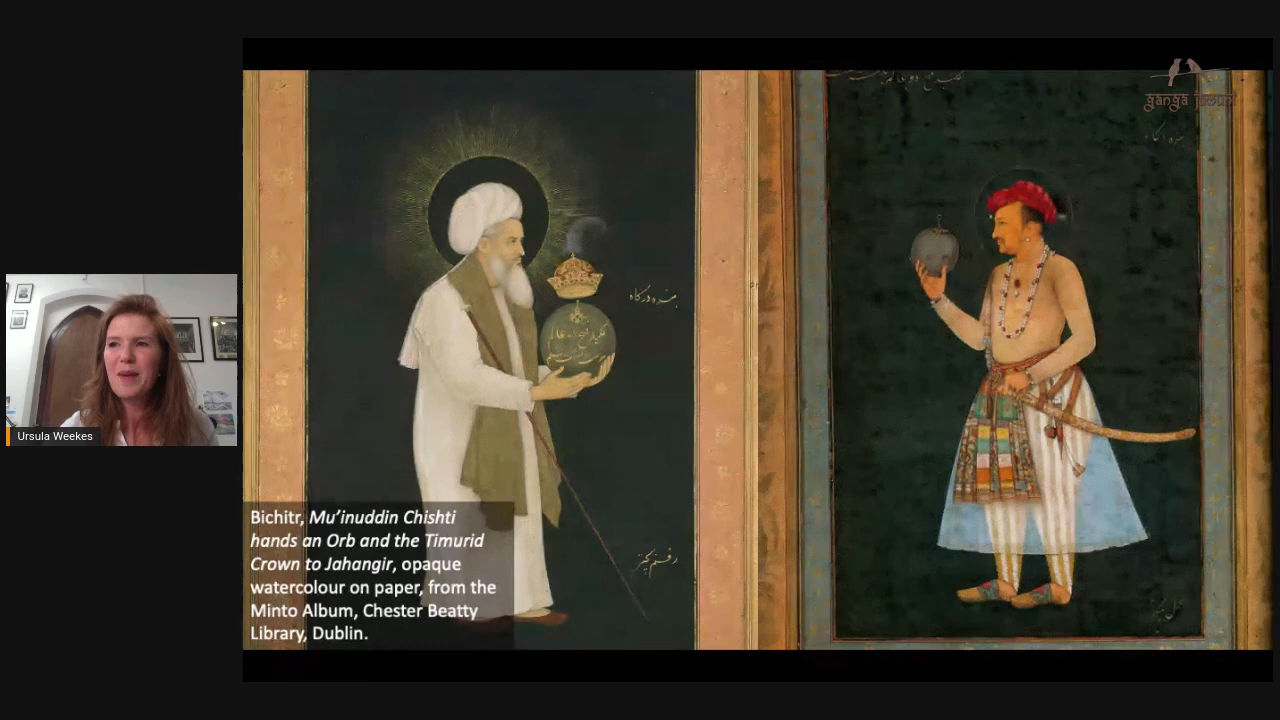 ganga jamuni
Ursula Weekes
Bichitr, Mu’inuddin Chishti
hands an Orb and the Timurid
Crown to Jahangir, opaque
watercolour on paper, from the
Minto Album, Chester Beatty
Library, Dublin.